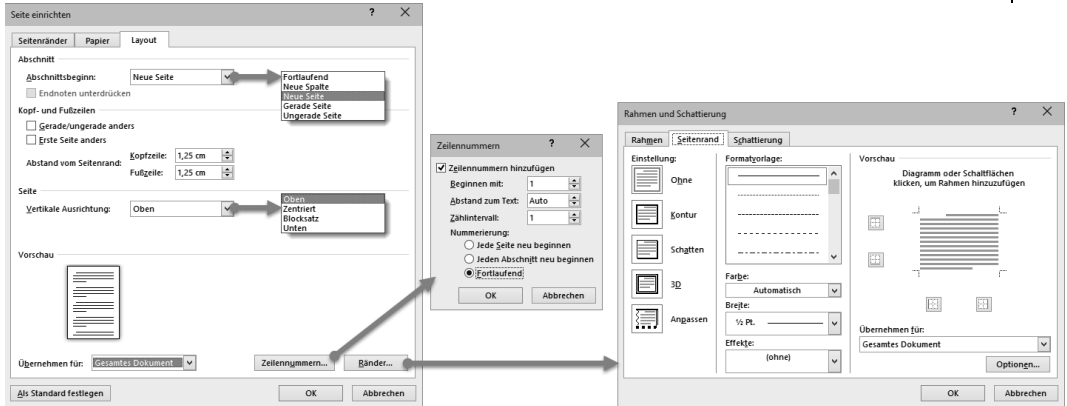 Seite einrichten
? ×
Seitenränder Papier Layout
Abschnitt
Abschnittsbeginn: Neue Seite
Endnoten unterdrücken
Fortlaufend
Neue Spalte
Neue Seite
Gerade Seite
Ungerade Seite
Kopf- und Fußzeilen
Gerade/ungerade anders
Erste Seite anders
Abstand vom Seitenrand:
Kopfzeile: 1,25 cm
Fußzeile: 1,25 cm
Seite
Vertikale Ausrichtung: Oben
Oben
Zentriert
Blocksatz
Unten
Vorschau
Übernehmen für: Gesamtes Dokument
Zeilennummern... Ränder...
Als Standard festlegen OK Abbrechen
Zeilennummern
? ×
Zeilennummern hinzufügen
Beginnen mit: 1
Abstand zum Text: Auto
Zählintervall: 1
Nummerierung:
Jede Seite neu beginnen
Jeden Abschnitt neu beginnen
Fortlaufend
OK Abbrechen
Rahmen und Schattierung
? ×
Rahmen Seitenrand Schattierung
Einstellung:
Ohne
Kontur
Schatten
3D
Anpassen
Formatvorlage:
Farbe:
Automatisch
Breite:
½ Pt.
Effekte:
(ohne)
Vorschau
Diagramm oder Schaltflächen
klicken, um Rahmen hinzuzufügen
Übernehmen für:
Gesamtes Dokument
Optionen...
OK Abbrechen